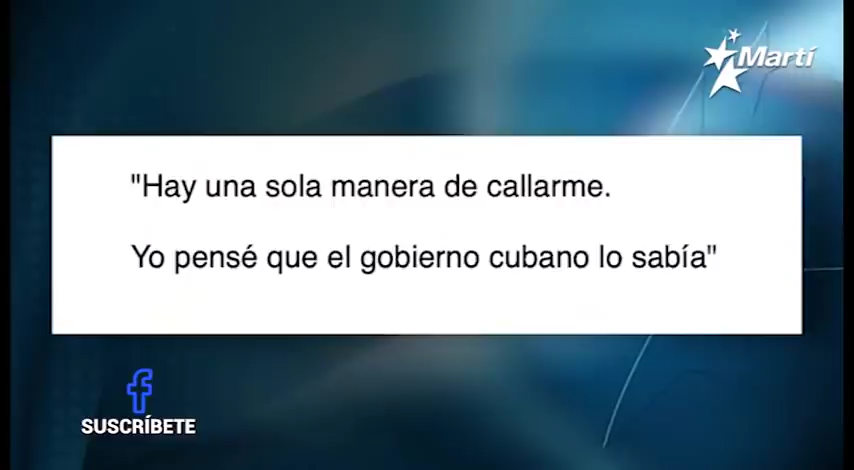 Martí
"Hay una sola manera de callarme.
Yo pensé que el gobierno cubano lo sabía"
f
SUSCRÍBETE